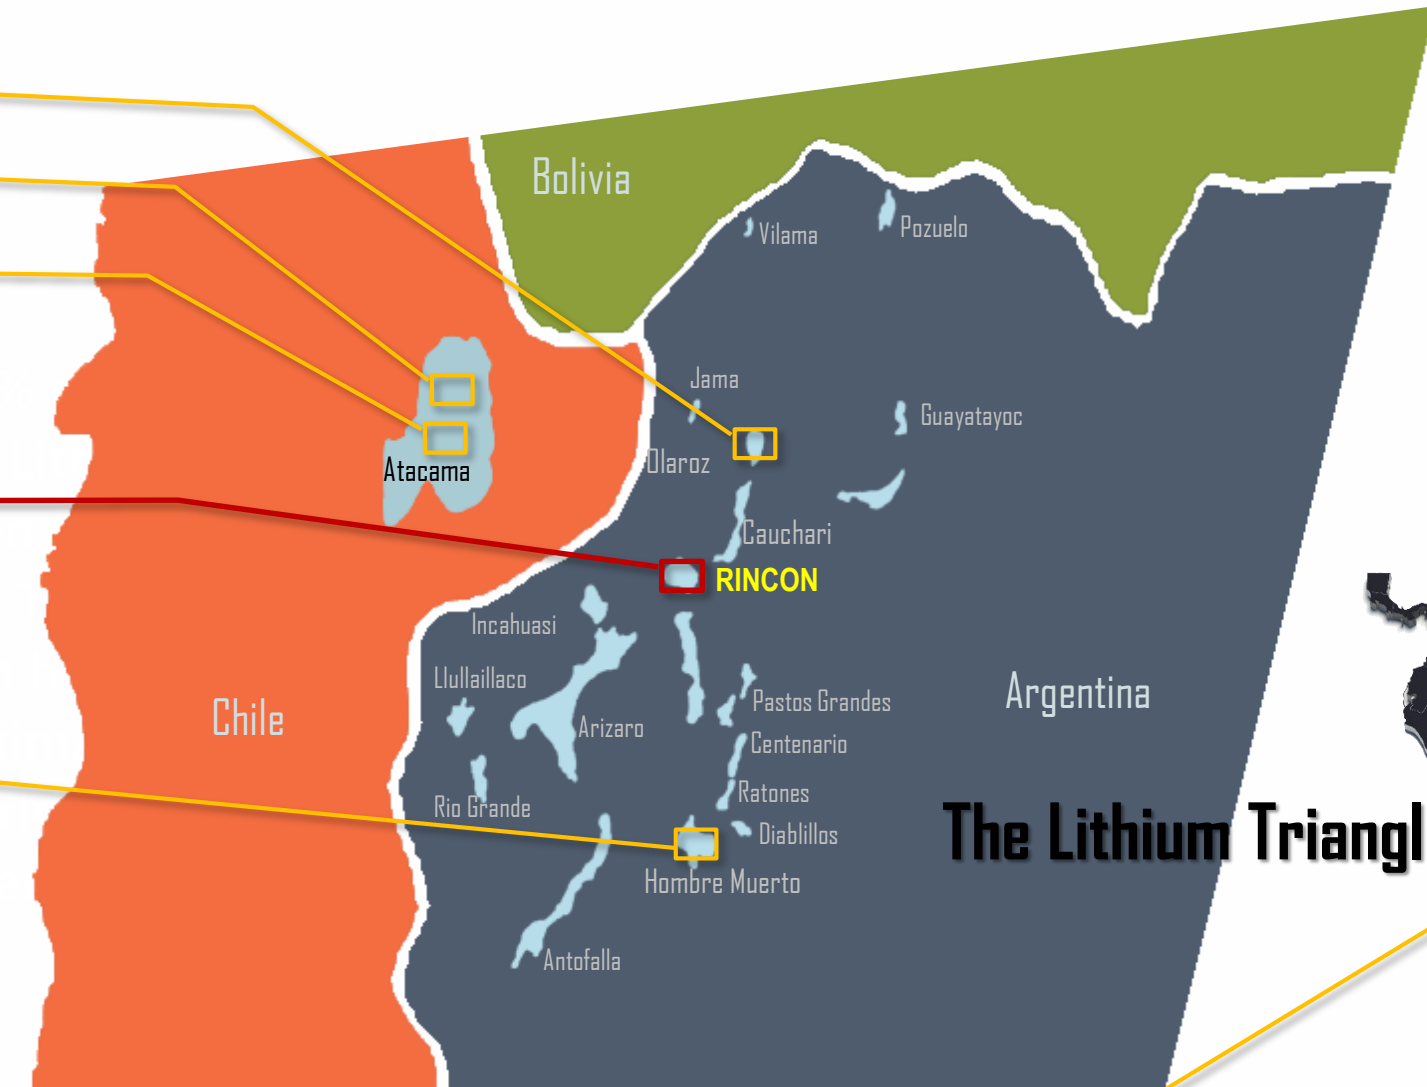 Bolivia
Vilama
Pozuelo
Jama
Guayatayoc
Olaroz
Atacama
Cauchari
RINCON
Incahuasi
Llullaillaco
Pastos Grandes
Argentina
Chile
Arizaro
Centenario
Ratones
Rio Grande
Diablillos
The Lithium Triangl
Hombre Muerto
Antofalla